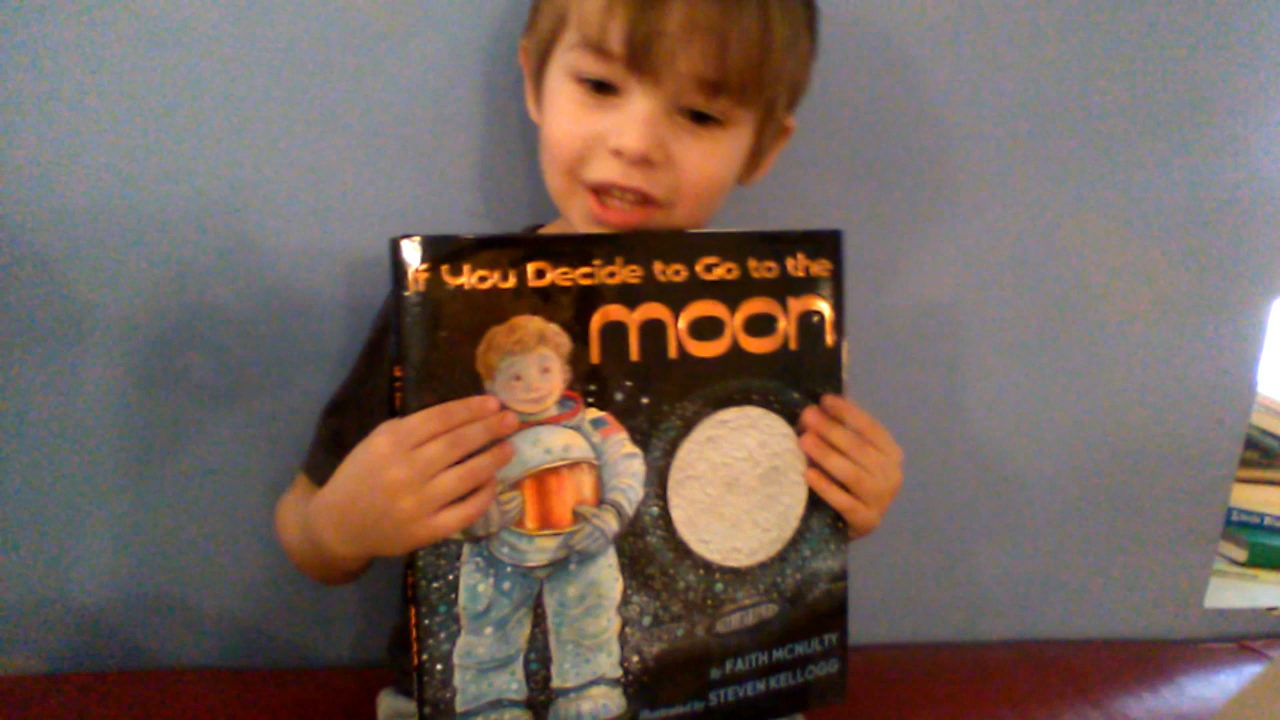 If You Decide to Go to the
moon
By FAITH MCNULTY
Illustrated by STEVEN KELLOGG